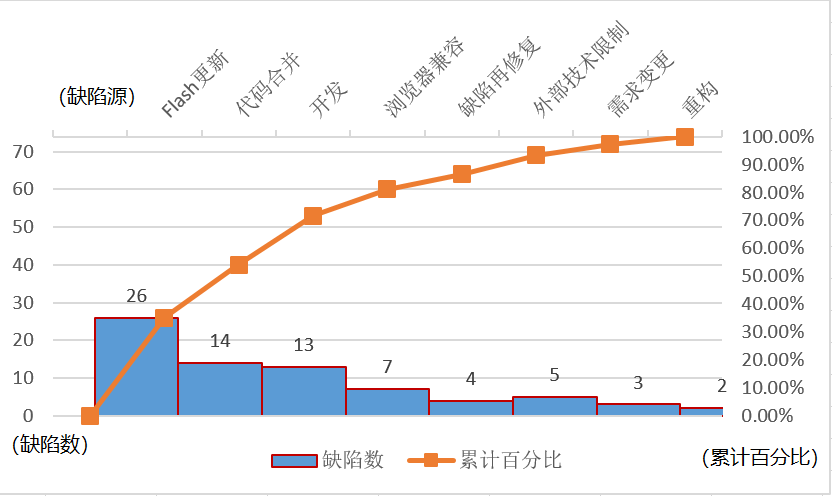 (缺陷源)
Flash更新
代码合并
开发
浏览器兼容
缺陷再修复
外部技术限制
需求变更
重构
70
60
50
40
30
20
10
0
26
14
13
7
4
5
3
2
100.00%
90.00%
80.00%
70.00%
60.00%
50.00%
40.00%
30.00%
20.00%
10.00%
0.00%
(缺陷数)
(累计百分比)
缺陷数
累计百分比